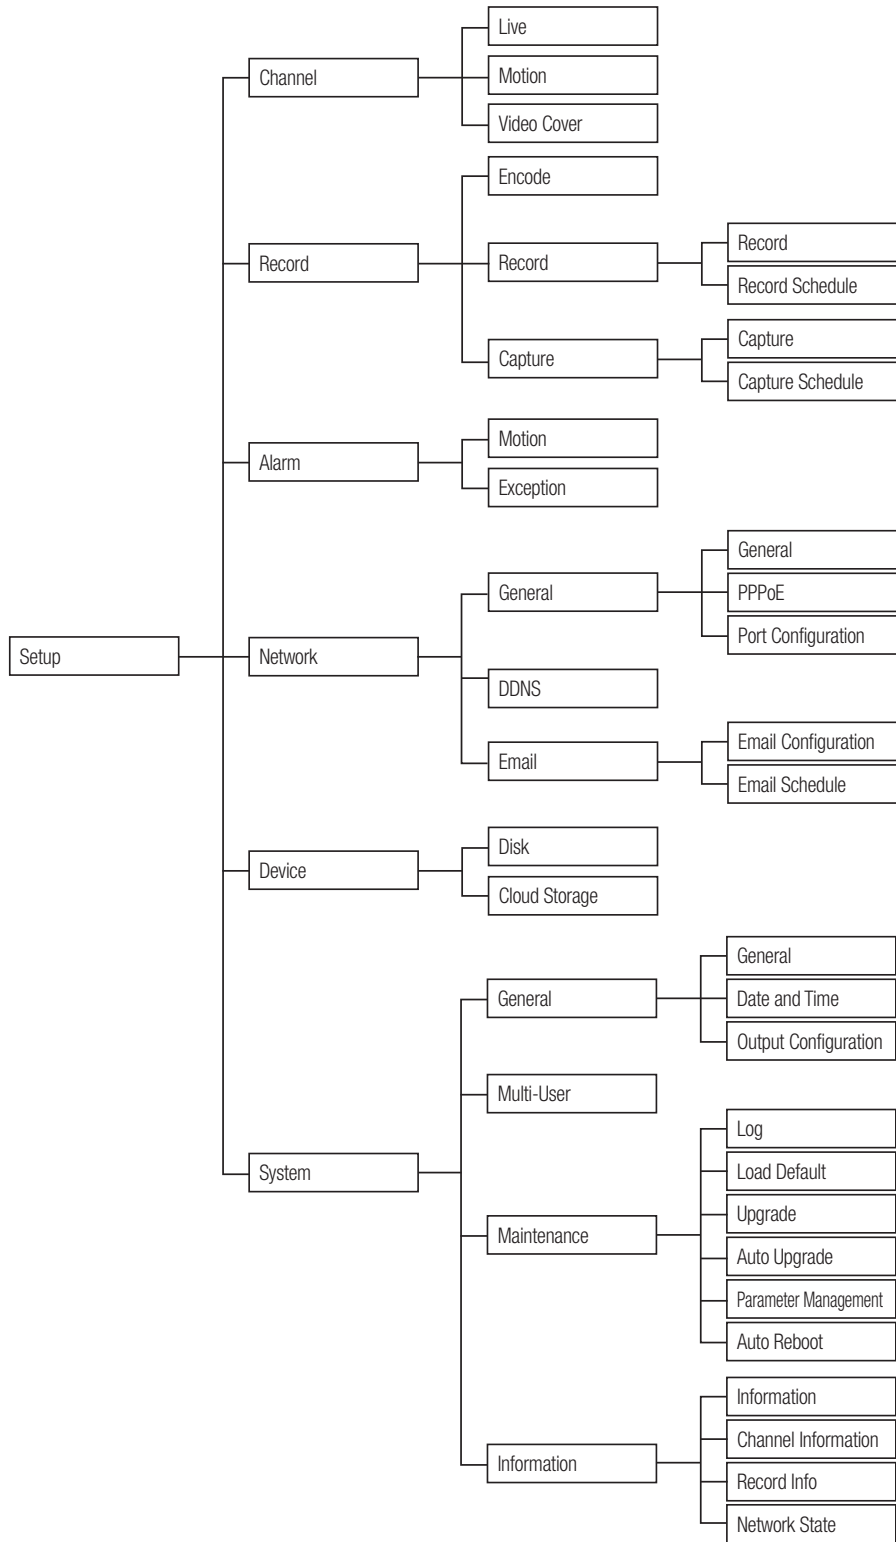 Setup
Channel
Live
Motion
Video Cover
Record
Encode
Record
Record
Record Schedule
Capture
Capture
Capture Schedule
Alarm
Motion
Exception
Network
General
General
PPPoE
Port Configuration
DDNS
Email
Email Configuration
Email Schedule
Device
Disk
Cloud Storage
System
General
General
Date and Time
Output Configuration
Multi-User
Maintenance
Log
Load Default
Upgrade
Auto Upgrade
Parameter Management
Auto Reboot
Information
Information
Channel Information
Record Info
Network State